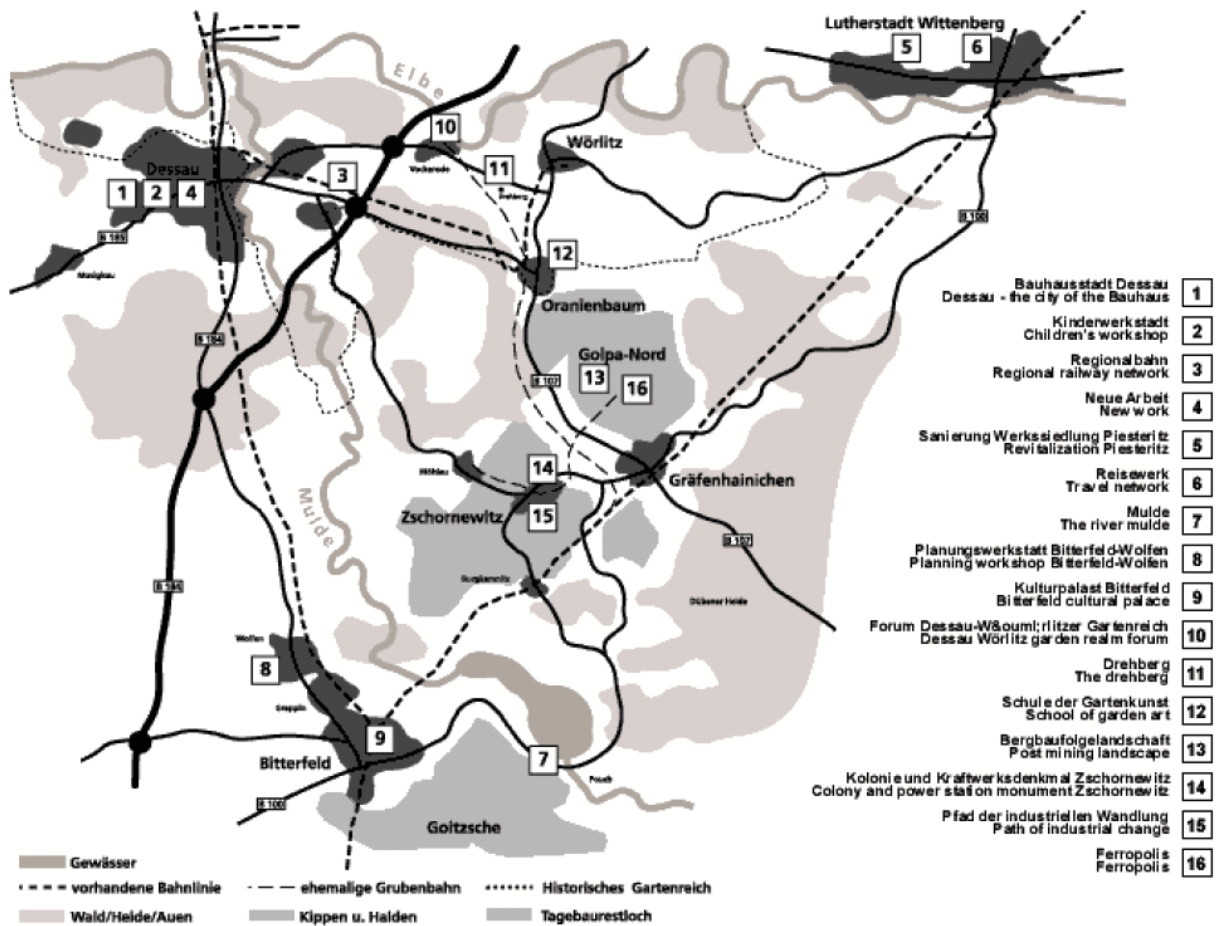 Lutherstadt Wittenberg
5
6
Elbe
10
Vockerode
Wörlitz
11
Drehberg
Dessau
1
2
4
3
B 185
Mosigkau
B 100
12
Oranienbaum
B 184
Golpa-Nord
13
16
B 107
Möhlau
14
Gräfenhainichen
Zschornewitz
15
Mulde
B 107
Burgkemnitz
Dübener Heide
B 184
Wolfen
8
Greppin
9
Bitterfeld
7
Pouch
B 100
Goitzsche
Bauhausstadt Dessau
Dessau - the city of the Bauhaus
1
Kinderwerkstadt
Children's workshop
2
Regionalbahn
Regional railway network
3
Neue Arbeit
New work
4
Sanierung Werkssiedlung Piesteritz
Revitalization Piesteritz
5
Reisewerk
Travel network
6
Mulde
The river mulde
7
Planungswerkstatt Bitterfeld-Wolfen
Planning workshop Bitterfeld-Wolfen
8
Kulturpalast Bitterfeld
Bitterfeld cultural palace
9
Forum Dessau-W&ouml;rlitzer Gartenreich
Dessau Wörlitz garden realm forum
10
Drehberg
The drehberg
11
Schule der Gartenkunst
School of garden art
12
Bergbaufolgelandschaft
Post mining landscape
13
Kolonie und Kraftwerksdenkmal Zschornewitz
Colony and power station monument Zschornewitz
14
Pfad der industriellen Wandlung
Path of industrial change
15
Ferropolis
Ferropolis
16
Gewässer
vorhandene Bahnlinie
ehemalige Grubenbahn
Historisches Gartenreich
Wald/Heide/Auen
Kippen u. Halden
Tagebaurestloch